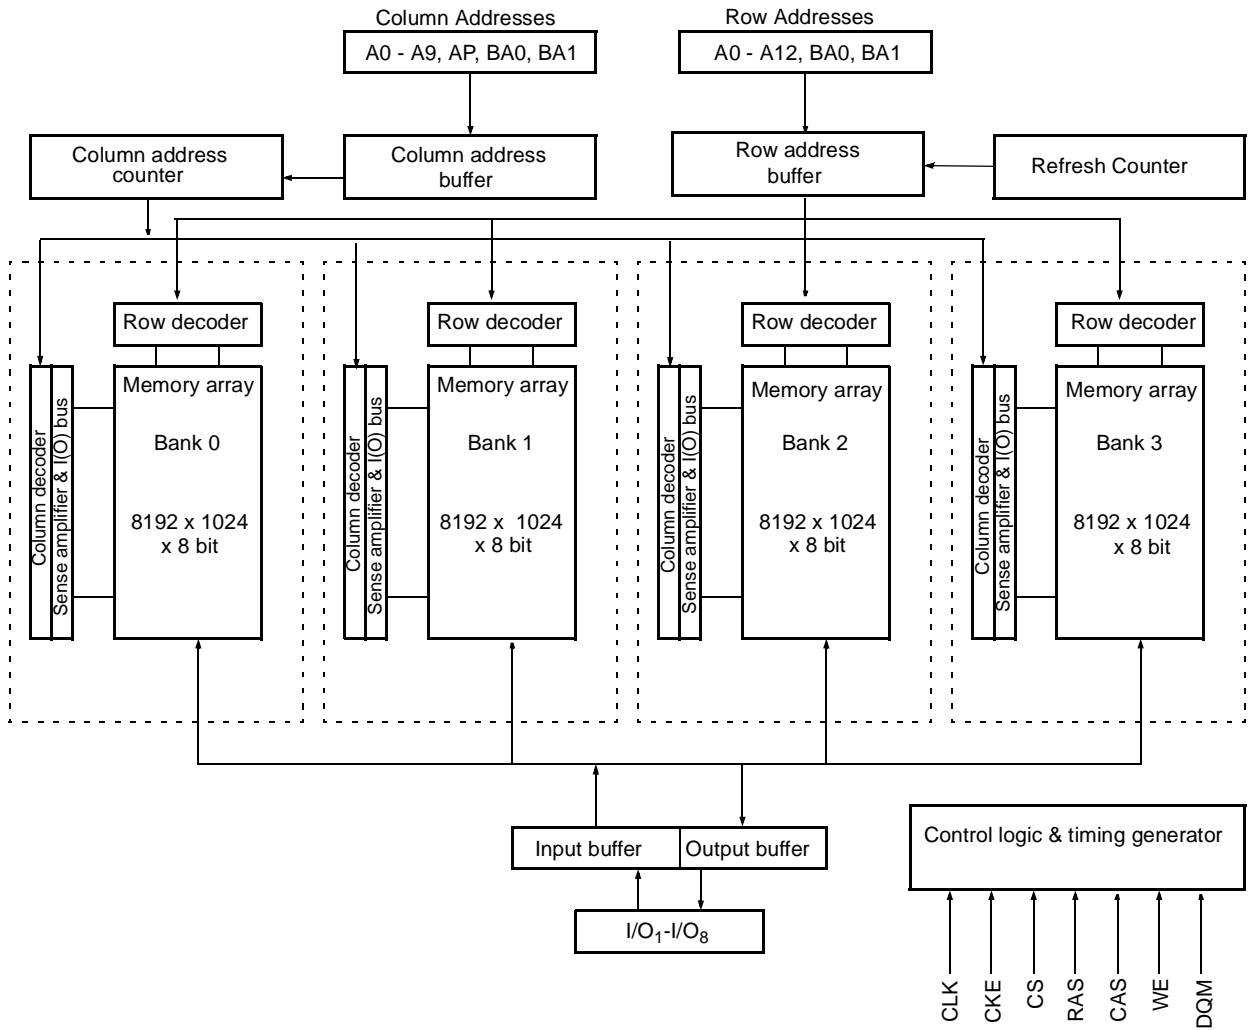 Column Addresses
Row Addresses
A0 - A9, AP, BA0, BA1
A0 - A12, BA0, BA1
Column address
counter
Column address
buffer
Row address
buffer
Refresh Counter
Row decoder
Row decoder
Row decoder
Row decoder
Column decoder
Sense amplifier & I(O) bus
Memory array
Bank 0
8192 x 1024
x 8 bit
Column decoder
Sense amplifier & I(O) bus
Memory array
Bank 1
8192 x 1024
x 8 bit
Column decoder
Sense amplifier & I(O) bus
Memory array
Bank 2
8192 x 1024
x 8 bit
Column decoder
Sense amplifier & I(O) bus
Memory array
Bank 3
8192 x 1024
x 8 bit
Input buffer
Output buffer
I/O₁-I/O₈
Control logic & timing generator
CLK
CKE
CS
RAS
CAS
WE
DQM